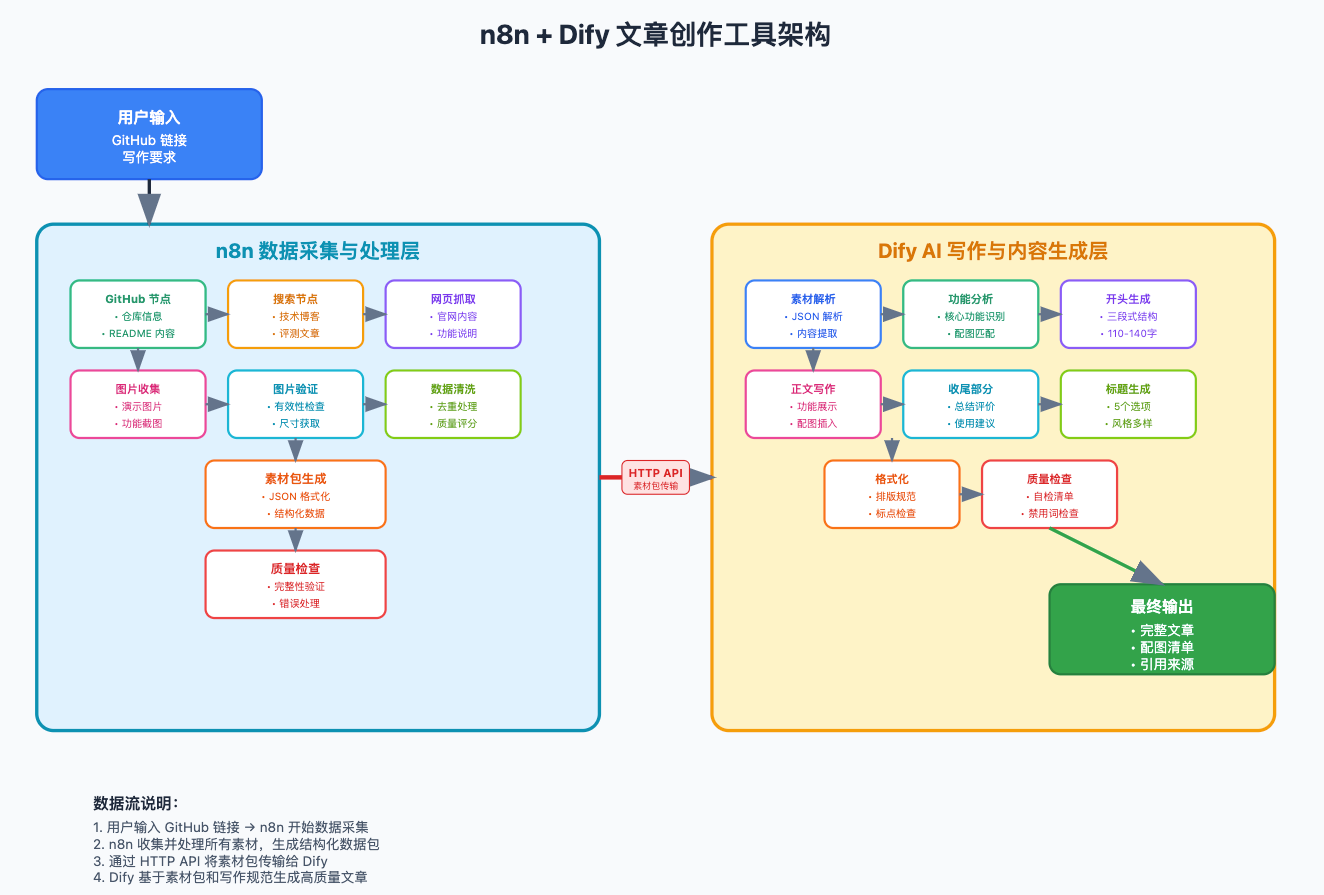 n8n + Dify 文章创作工具架构
用户输入
GitHub 链接
写作要求
n8n 数据采集与处理层
GitHub 节点
• 仓库信息
• README 内容
搜索节点
• 技术博客
• 评测文章
网页抓取
• 官网内容
• 功能说明
图片收集
• 演示图片
• 功能截图
图片验证
• 有效性检查
• 尺寸获取
数据清洗
• 去重处理
• 质量评分
素材包生成
• JSON 格式化
• 结构化数据
质量检查
• 完整性验证
• 错误处理
HTTP API
素材包传输
Dify AI 写作与内容生成层
素材解析
• JSON 解析
• 内容提取
功能分析
• 核心功能识别
• 配图匹配
开头生成
• 三段式结构
• 110-140字
正文写作
• 功能展示
• 配图插入
收尾部分
• 总结评价
• 使用建议
标题生成
• 5个选项
• 风格多样
格式化
• 排版规范
• 标点检查
质量检查
• 自检清单
• 禁用词检查
最终输出
• 完整文章
• 配图清单
• 引用来源
数据流说明：
1. 用户输入 GitHub 链接 → n8n 开始数据采集
2. n8n 收集并处理所有素材，生成结构化数据包
3. 通过 HTTP API 将素材包传输给 Dify
4. Dify 基于素材包和写作规范生成高质量文章